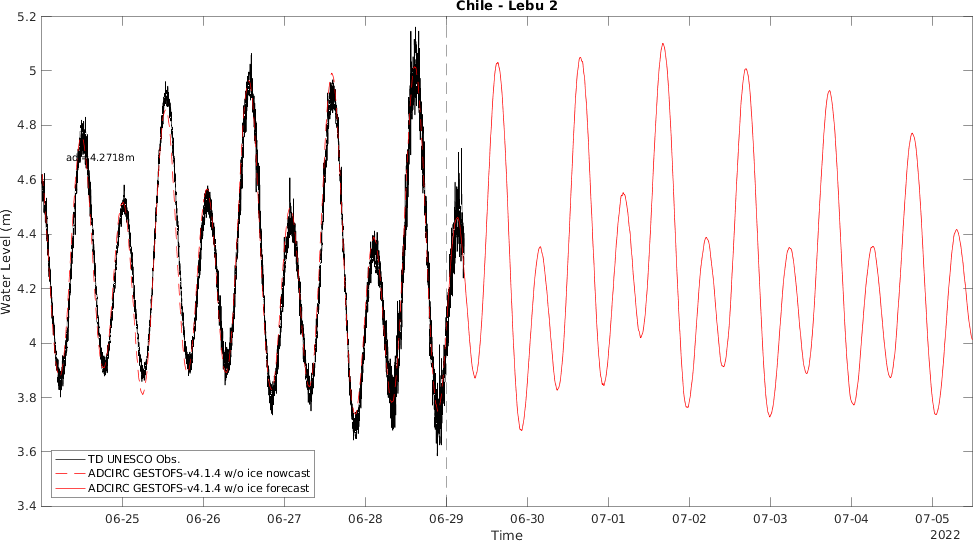 Chile - Lebu 2
5.2
5
4.8
4.6
4.4
4.2
4
3.8
3.6
3.4
Water Level (m)
4.2718m
TD UNESCO Obs.
ADCIRC GESTOFS-v4.1.4 w/o ice nowcast
ADCIRC GESTOFS-v4.1.4 w/o ice forecast
06-25 06-26 06-27 06-28 06-29 06-30 07-01 07-02 07-03 07-04 07-05
Time
2022